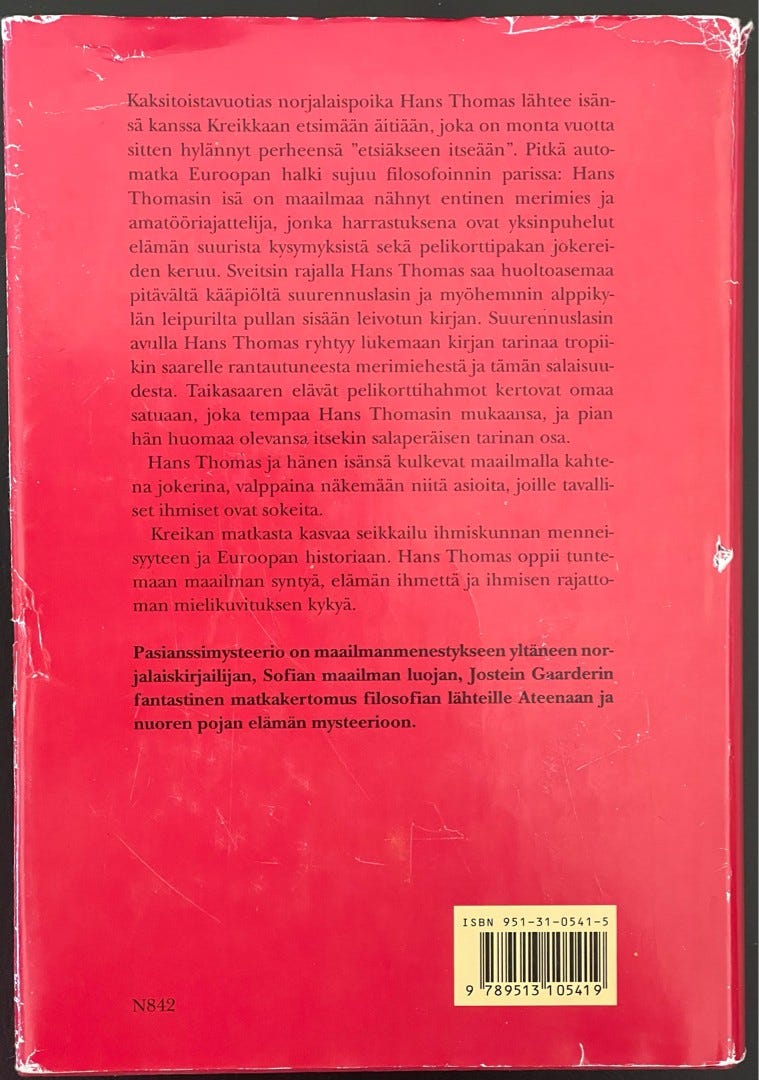 Kaksitoistavuotias norjalaispoika Hans Thomas lähtee isän-
sä kanssa Kreikkaan etsimään äitiään, joka on monta vuotta
sitten hylännyt perheensä ”etsiäkseen itseään”. Pitkä auto-
matka Euroopan halki sujuu filosofoinnin parissa: Hans
Thomasin isä on maailmaa nähnyt entinen merimies ja
amatööriajattelija, jonka harrastuksena ovat yksinpuhelut
elämän suurista kysymyksistä sekä pelikorttipakan jokerei-
den keruu. Sveitsin rajalla Hans Thomas saa huoltoasemaa
pitävältä kääpiöltä suurennuslasin ja myöhemmin alppiky-
län leipurilta pullan sisään leivotun kirjan. Suurennuslasin
avulla Hans Thomas ryhtyy lukemaan kirjan tarinaa tropii-
kin saarelle rantautuneesta merimiehestä ja tämän salaisuu-
desta. Taikasaaren elävät pelikorttihahmot kertovat omaa
satuaan, joka tempaa Hans Thomasin mukaansa, ja pian
hän huomaa olevansa itsekin salaperäisen tarinan osa.
Hans Thomas ja hänen isänsä kulkevat maailmalla kahte-
na jokerina, valppaina näkemään niitä asioita, joille tavalli-
set ihmiset ovat sokeita.
Kreikan matkasta kasvaa seikkailu ihmiskunnan mennei-
syyteen ja Euroopan historiaan. Hans Thomas oppii tunte-
maan maailman syntyä, elämän ihmettä ja ihmisen rajatto-
man mielikuvituksen kykyä.
Pasianssimysteerio on maailmanmenestykseen yltäneen nor-
jalaiskirjailijan, Sofian maailman luojan, Jostein Gaarderin
fantastinen matkakertomus filosofian lähteille Ateenaan ja
nuoren pojan elämän mysteerioon.
ISBN 951-31-0541-5
9 789513 105419
N842